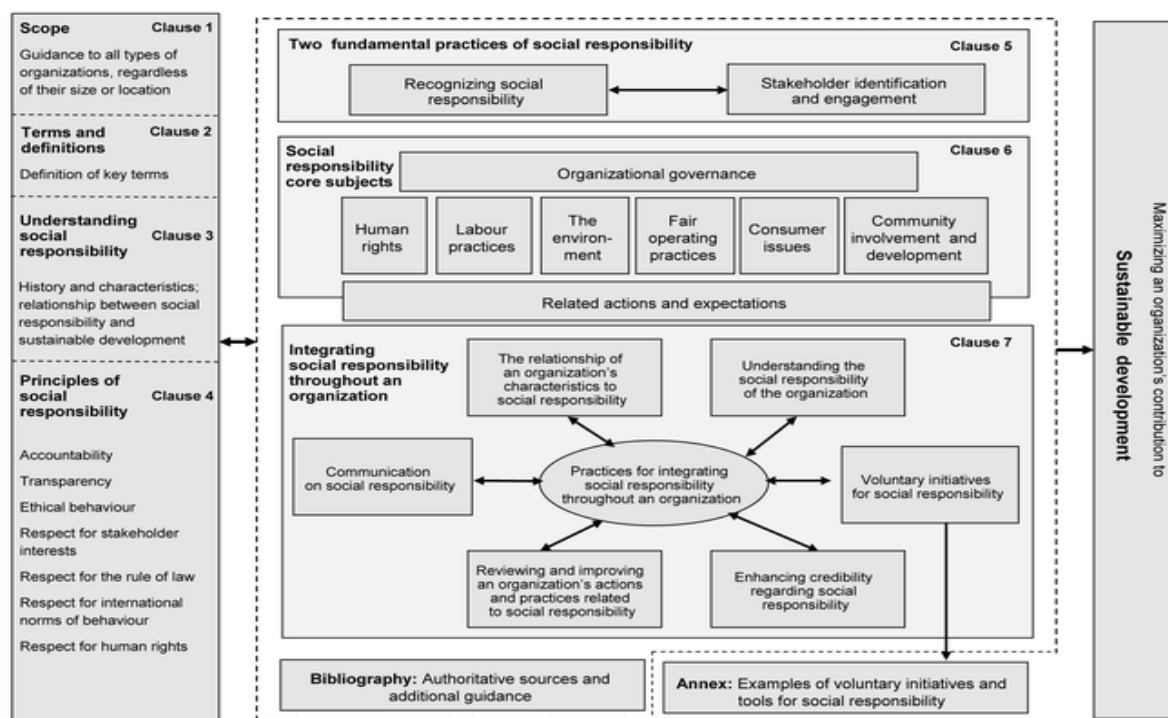 Scope Clause 1
Guidance to all types of
organizations, regardless
of their size or location
Terms and Clause 2
definitions
Definition of key terms
Understanding
social Clause 3
responsibility
History and characteristics;
relationship between social
responsibility and
sustainable development
Principles of
social Clause 4
responsibility
Accountability
Transparency
Ethical behaviour
Respect for stakeholder
interests
Respect for the rule of law
Respect for international
norms of behaviour
Respect for human rights
Two fundamental practices of social responsibility Clause 5
Recognizing social
responsibility
Stakeholder identification
and engagement
Social
responsibility
core subjects
Clause 6
Organizational governance
Human
rights
Labour
practices
The
environ-
ment
Fair
operating
practices
Consumer
issues
Community
involvement and
development
Related actions and expectations
Integrating
social responsibility
throughout an
organization
Clause 7
The relationship of
an organization's
characteristics to
social responsibility
Understanding the
social responsibility
of the organization
Communication
on social responsibility
Practices for integrating
social responsibility
throughout an organization
Voluntary initiatives
for social responsibility
Reviewing and improving
an organization's actions
and practices related
to social responsibility
Enhancing credibility
regarding social
responsibility
Bibliography: Authoritative sources and
additional guidance
Annex: Examples of voluntary initiatives and
tools for social responsibility
Maximizing an organization's contribution to
Sustainable development